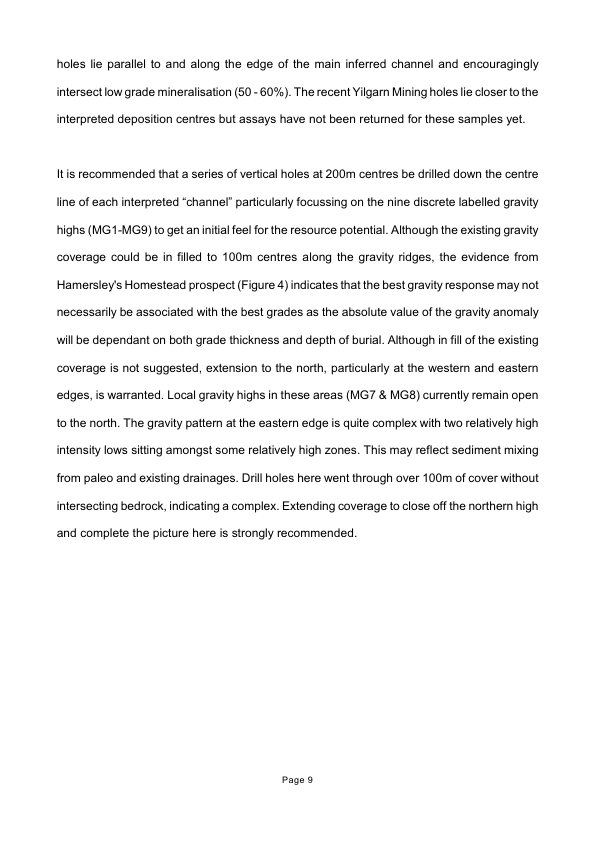 holes lie parallel to and along the edge of the main inferred channel and encouragingly
intersect low grade mineralisation (50 - 60%). The recent Yilgarn Mining holes lie closer to the
interpreted deposition centres but assays have not been returned for these samples yet.
It is recommended that a series of vertical holes at 200m centres be drilled down the centre
line of each interpreted “channel” particularly focussing on the nine discrete labelled gravity
highs (MG1-MG9) to get an initial feel for the resource potential. Although the existing gravity
coverage could be in filled to 100m centres along the gravity ridges, the evidence from
Hamersley's Homestead prospect (Figure 4) indicates that the best gravity response may not
necessarily be associated with the best grades as the absolute value of the gravity anomaly
will be dependant on both grade thickness and depth of burial. Although in fill of the existing
coverage is not suggested, extension to the north, particularly at the western and eastern
edges, is warranted. Local gravity highs in these areas (MG7 & MG8) currently remain open
to the north. The gravity pattern at the eastern edge is quite complex with two relatively high
intensity lows sitting amongst some relatively high zones. This may reflect sediment mixing
from paleo and existing drainages. Drill holes here went through over 100m of cover without
intersecting bedrock, indicating a complex. Extending coverage to close off the northern high
and complete the picture here is strongly recommended.
Page 9